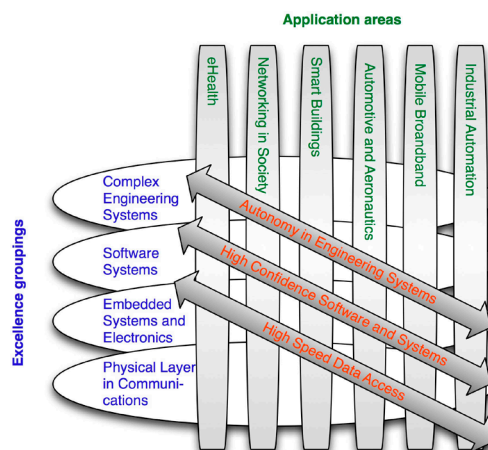 Application areas
eHealth
Networking in Society
Smart Buildings
Automotive and Aeronautics
Mobile Broandband
Industrial Automation
Excellence groupings
Complex
Engineering
Systems
Software
Systems
Embedded
Systems and
Electronics
Physical Layer
in Communi-
cations
Autonomy in Engineering Systems
High Confidence Software and Systems
High Speed Data Access